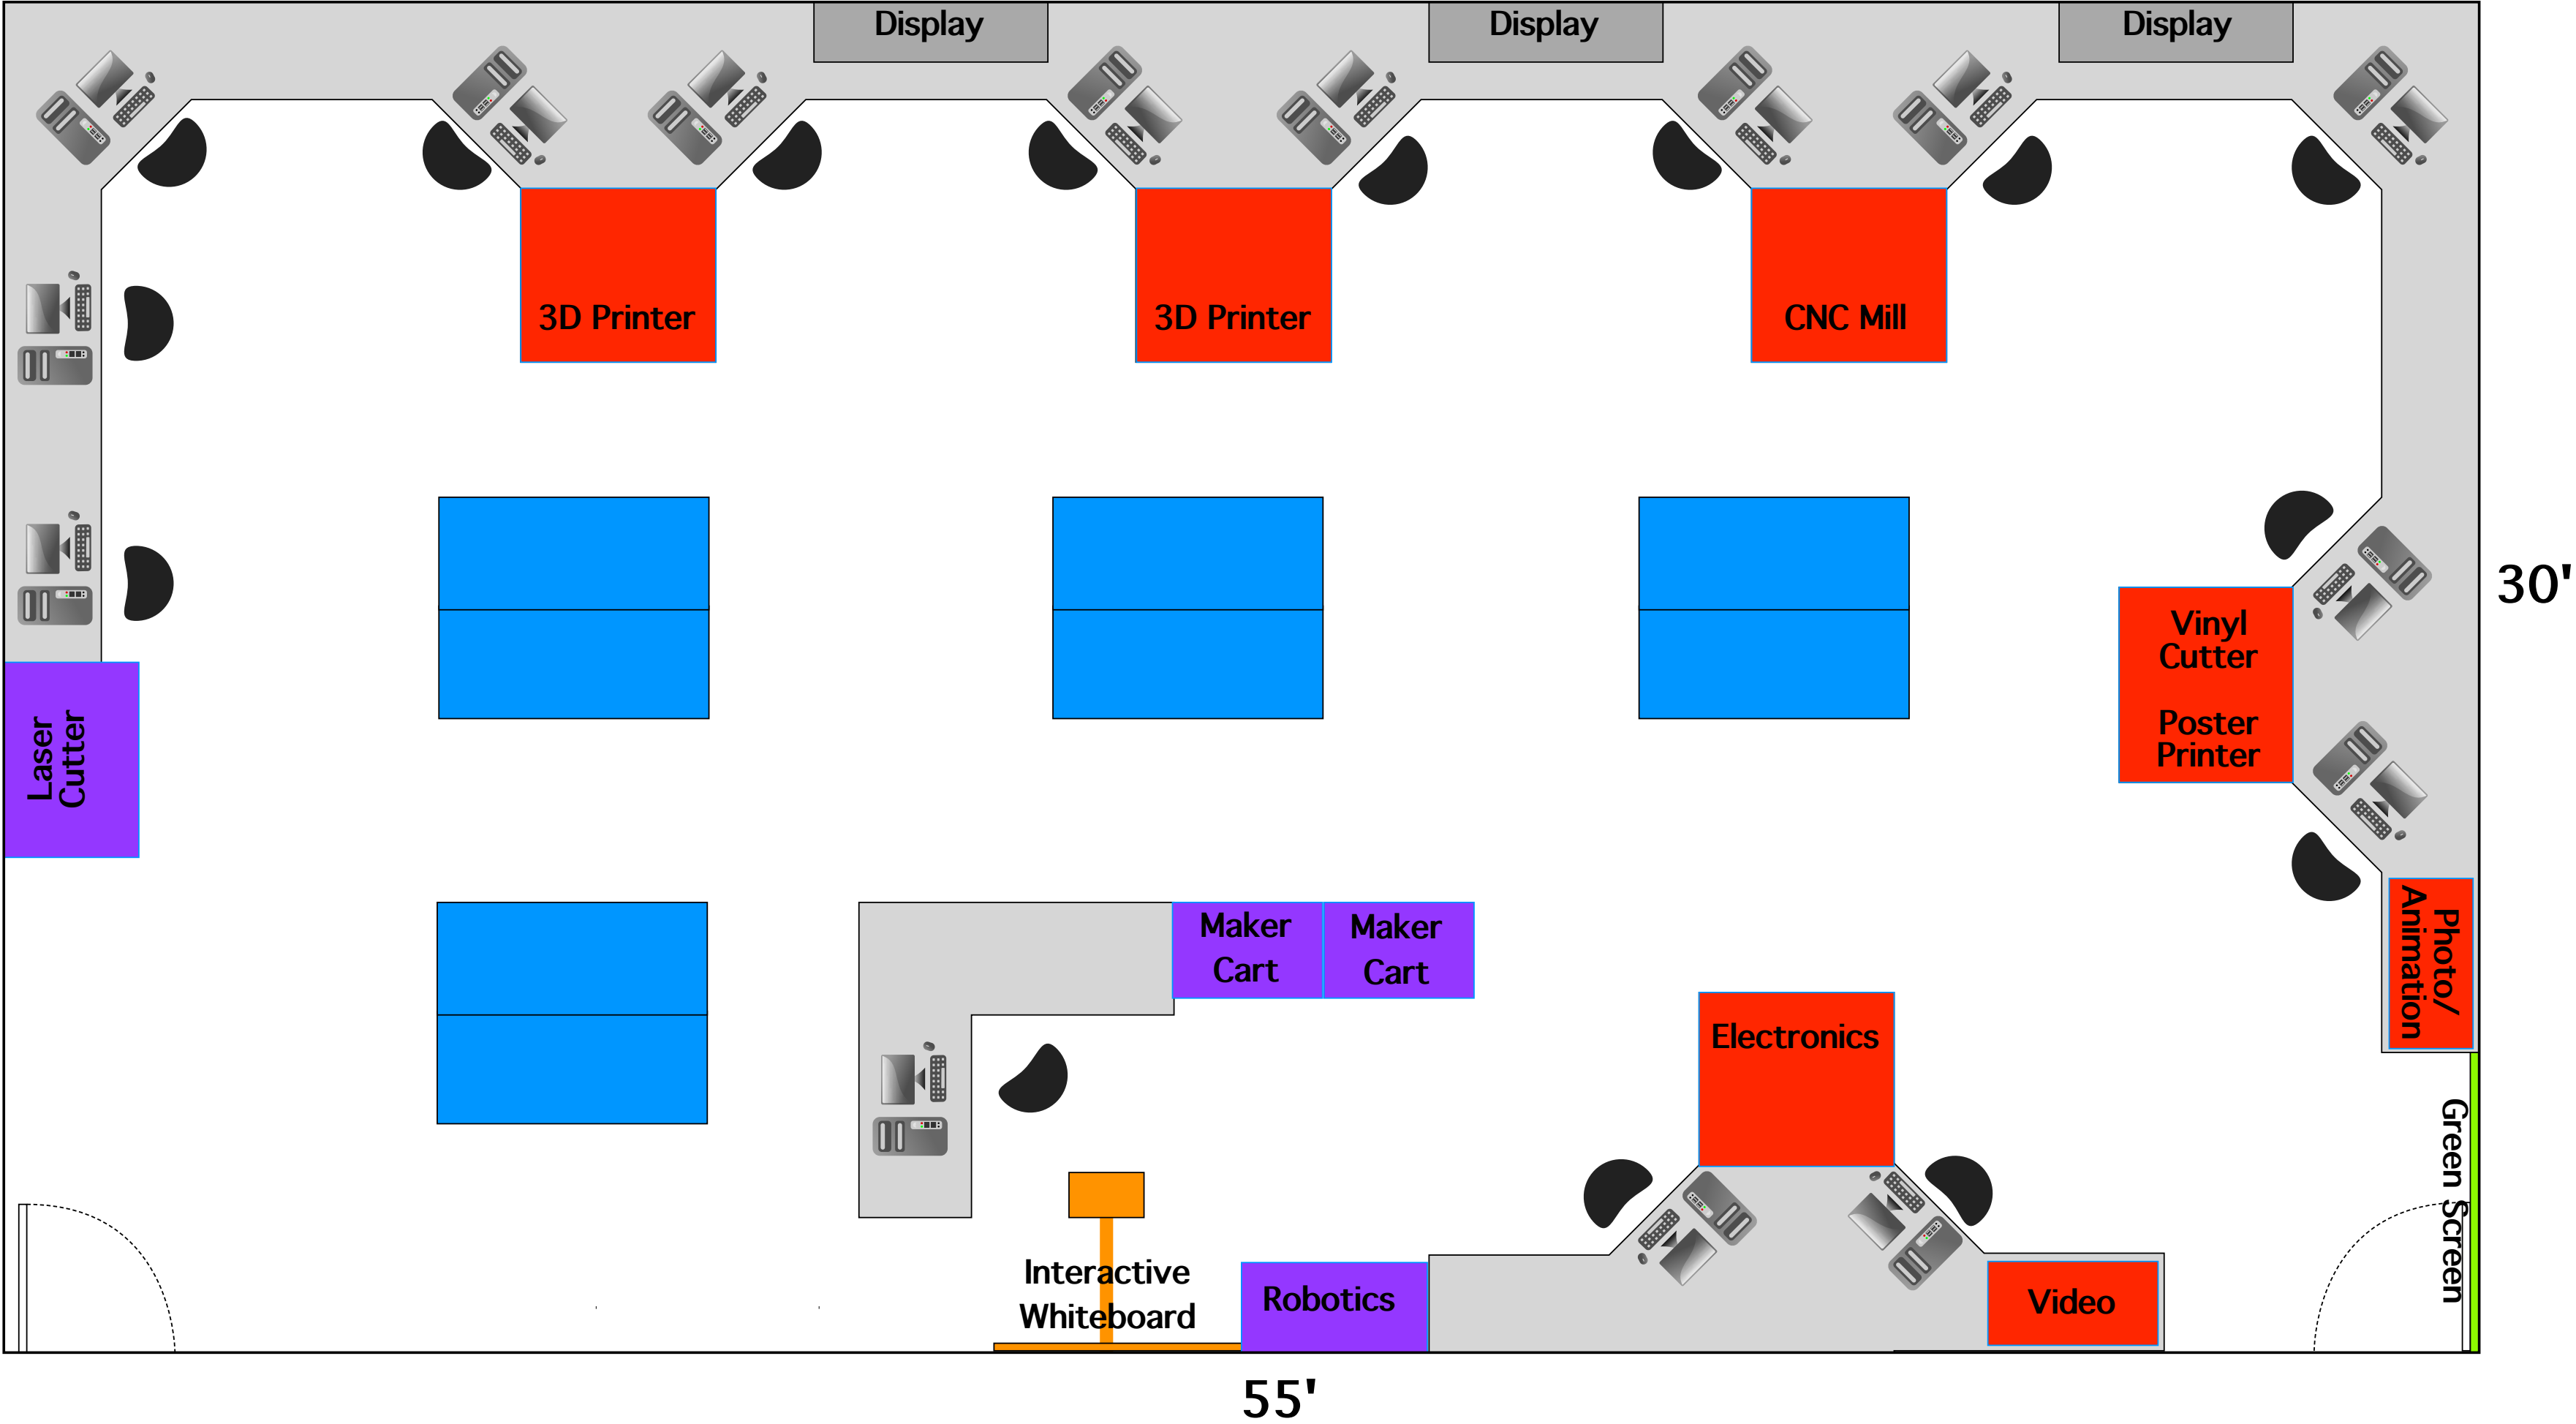 Display
Display
Display
3D Printer
3D Printer
CNC Mill
30'
Vinyl
Cutter
Poster
Printer
Laser
Cutter
Maker
Cart
Maker
Cart
Photo/
Animation
Electronics
Green Screen
Interactive
Whiteboard
Robotics
Video
55'